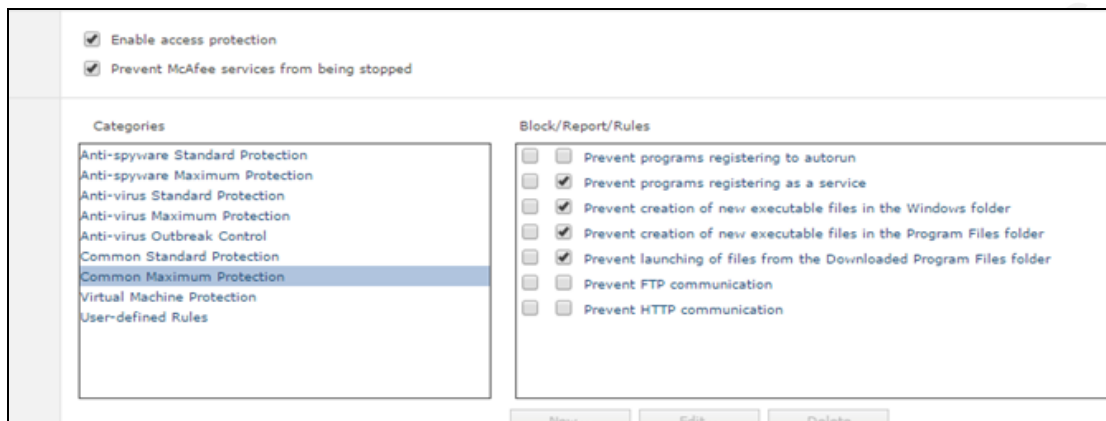 Enable access protection
Prevent McAfee services from being stopped
Categories
Anti-spyware Standard Protection
Anti-spyware Maximum Protection
Anti-virus Standard Protection
Anti-virus Maximum Protection
Anti-virus Outbreak Control
Common Standard Protection
Common Maximum Protection
Virtual Machine Protection
User-defined Rules
Block/Report/Rules
Prevent programs registering to autorun
Prevent programs registering as a service
Prevent creation of new executable files in the Windows folder
Prevent creation of new executable files in the Program Files folder
Prevent launching of files from the Downloaded Program Files folder
Prevent FTP communication
Prevent HTTP communication
New Edit Delete